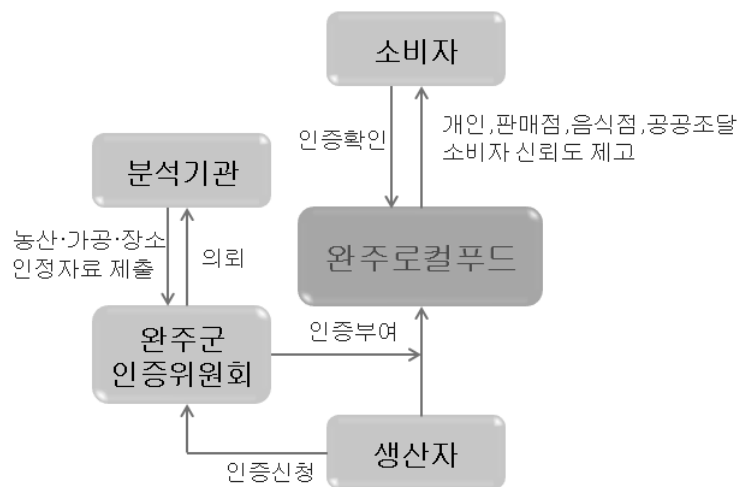 소비자
인증확인
개인,판매점,음식점,공공조달
소비자 신뢰도 제고
분석기관
농산·가공·장소
인정자료 제출
의뢰
완주로컬푸드
완주군
인증위원회
인증부여
인증신청
생산자